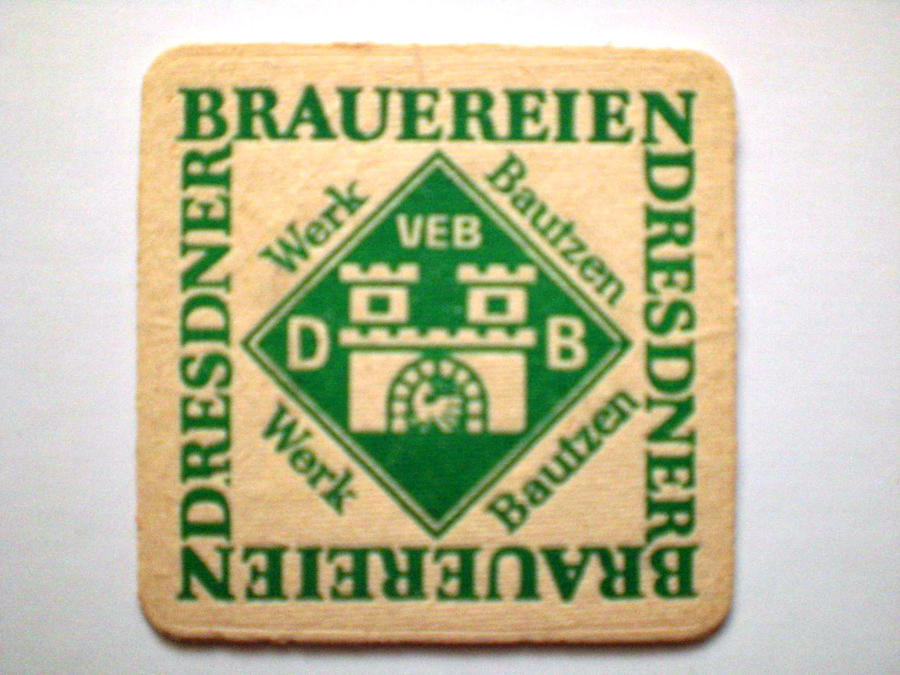 BRAUEREIEN
DRESDNER
Werk
Bautzen
VEB
D B
Werk
Bautzen
DRESDNER
BRAUEREIEN